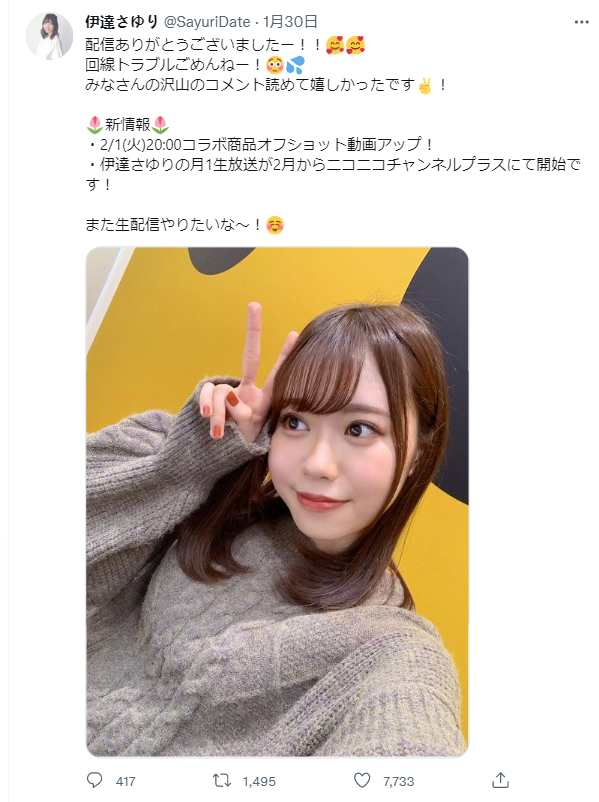 伊達さゆり @SayuriDate · 1月30日
配信ありがとうございましたー！！🥰🥰
回線トラブルごめんねー！😳💦
みなさんの沢山のコメント読めて嬉しかったです✌️！
🌷新情報🌷
・2/1(火)20:00コラボ商品オフショット動画アップ！
・伊達さゆりの月1生放送が2月からニコニコチャンネルプラスにて開始で
す！
また生配信やりたいな〜！☺️
417 1,495 7,733